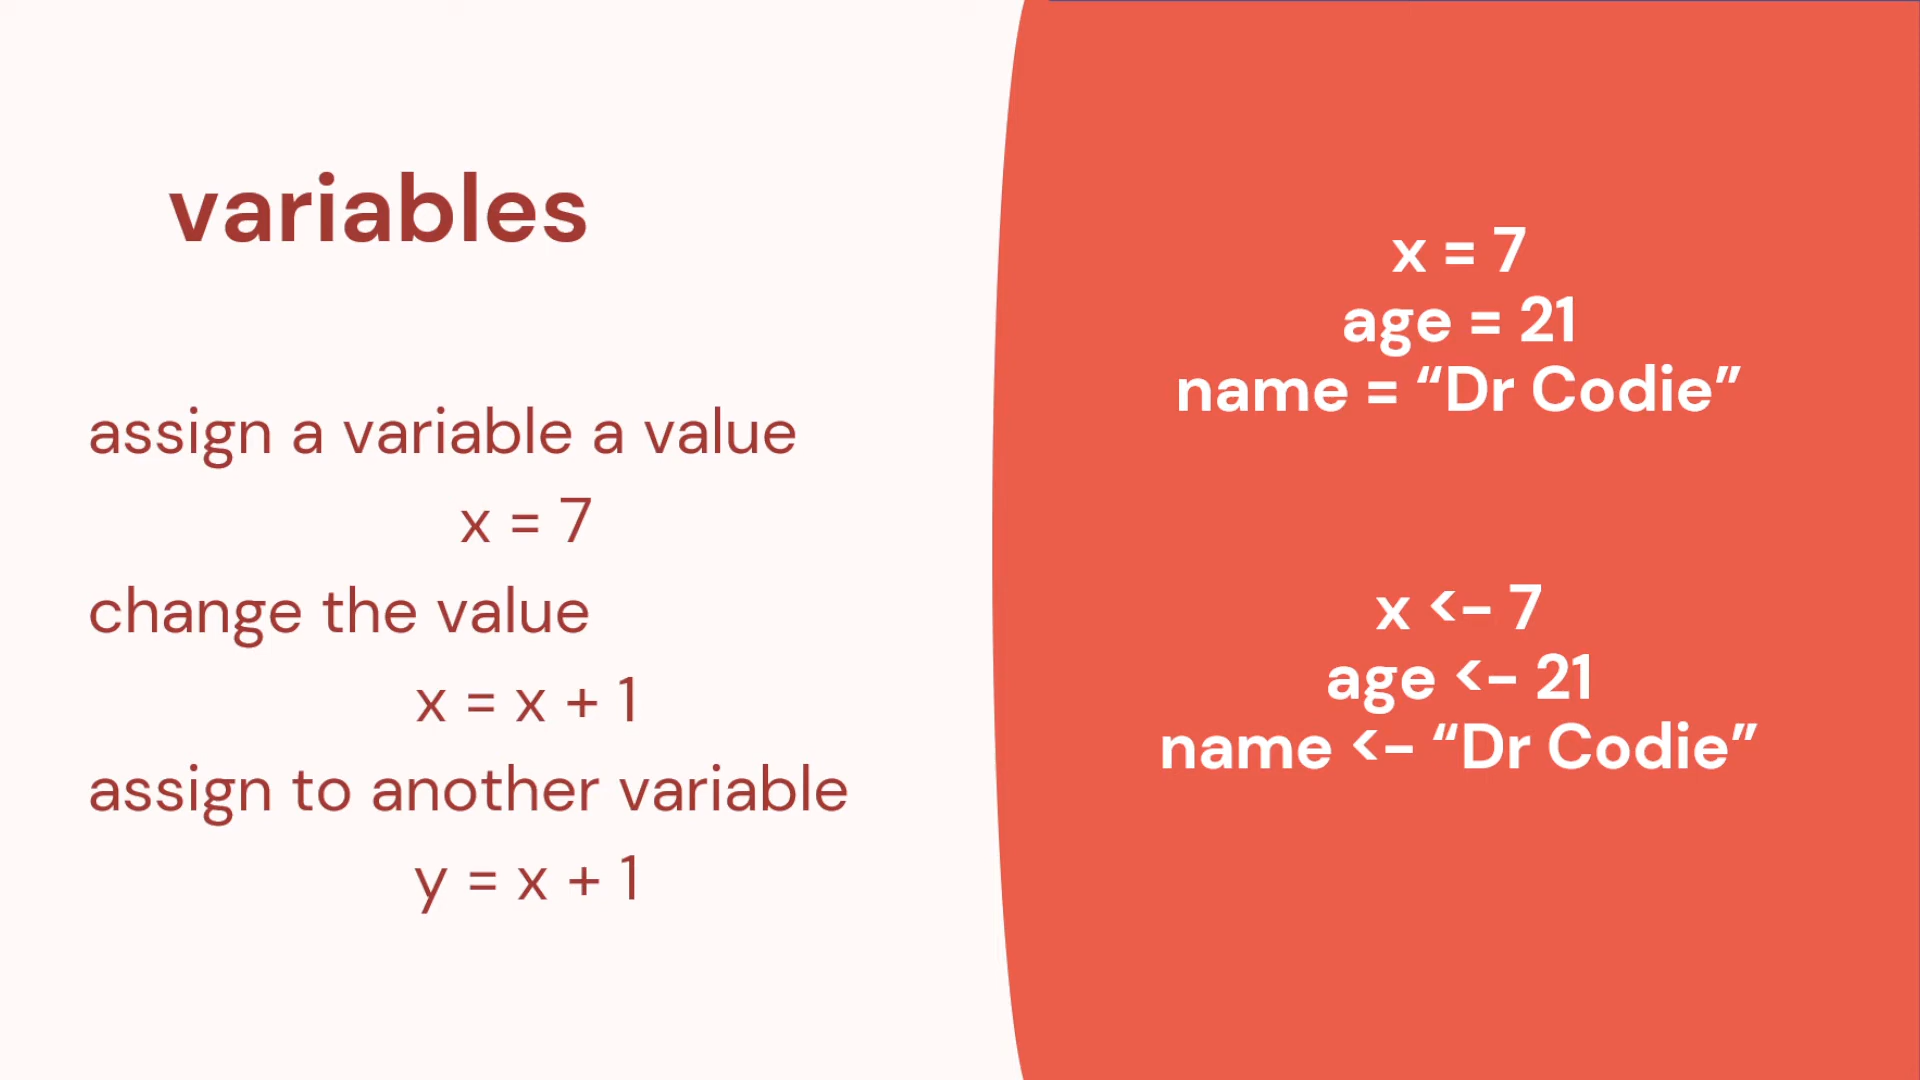 variables
assign a variable a value
x = 7
change the value
x = x + 1
assign to another variable
y = x + 1
x = 7
age = 21
name = “Dr Codie”
x <- 7
age <- 21
name <- “Dr Codie”